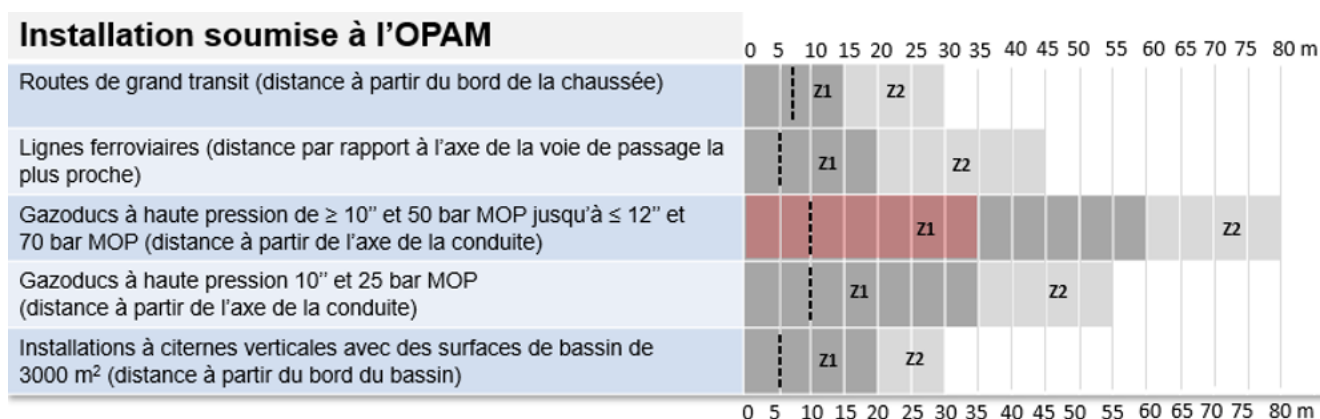 Installation soumise à l’OPAM
0 5 10 15 20 25 30 35 40 45 50 55 60 65 70 75 80 m
Routes de grand transit (distance à partir du bord de la chaussée)
Z1 Z2
Lignes ferroviaires (distance par rapport à l’axe de la voie de passage la
plus proche)
Z1 Z2
Gazoducs à haute pression de ≥ 10’’ et 50 bar MOP jusqu’à ≤ 12’’ et
70 bar MOP (distance à partir de l’axe de la conduite)
Z1 Z2
Gazoducs à haute pression 10’’ et 25 bar MOP
(distance à partir de l’axe de la conduite)
Z1 Z2
Installations à citernes verticales avec des surfaces de bassin de
3000 m² (distance à partir du bord du bassin)
Z1 Z2
0 5 10 15 20 25 30 35 40 45 50 55 60 65 70 75 80 m